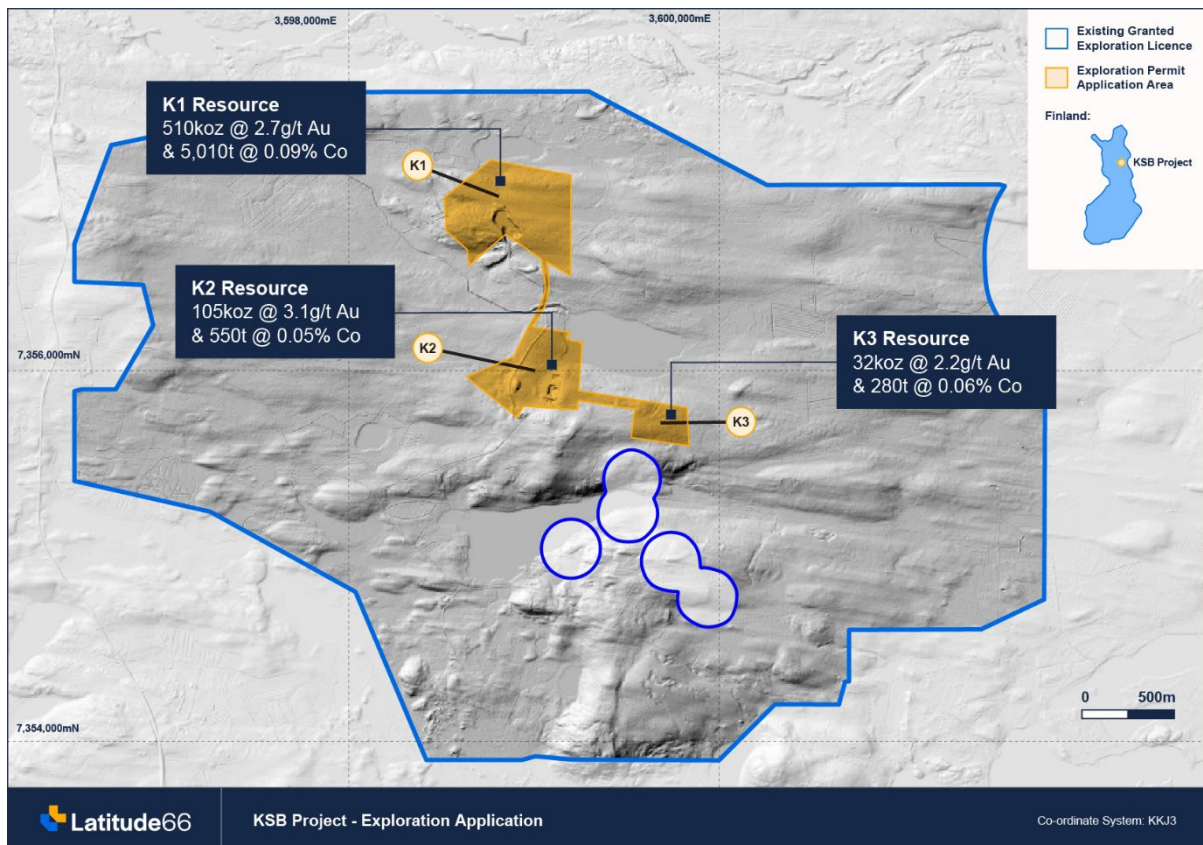 3,598,000mE
3,600,000mE
Existing Granted
Exploration Licence
Exploration Permit
Application Area
Finland:
KSB Project
K1 Resource
510koz @ 2.7g/t Au
& 5,010t @ 0.09% Co
K1
K2 Resource
105koz @ 3.1g/t Au
& 550t @ 0.05% Co
K2
7,356,000mN
K3 Resource
32koz @ 2.2g/t Au
& 280t @ 0.06% Co
K3
0 500m
7,354,000mN
Latitude66
KSB Project - Exploration Application
Co-ordinate System: KKJ3